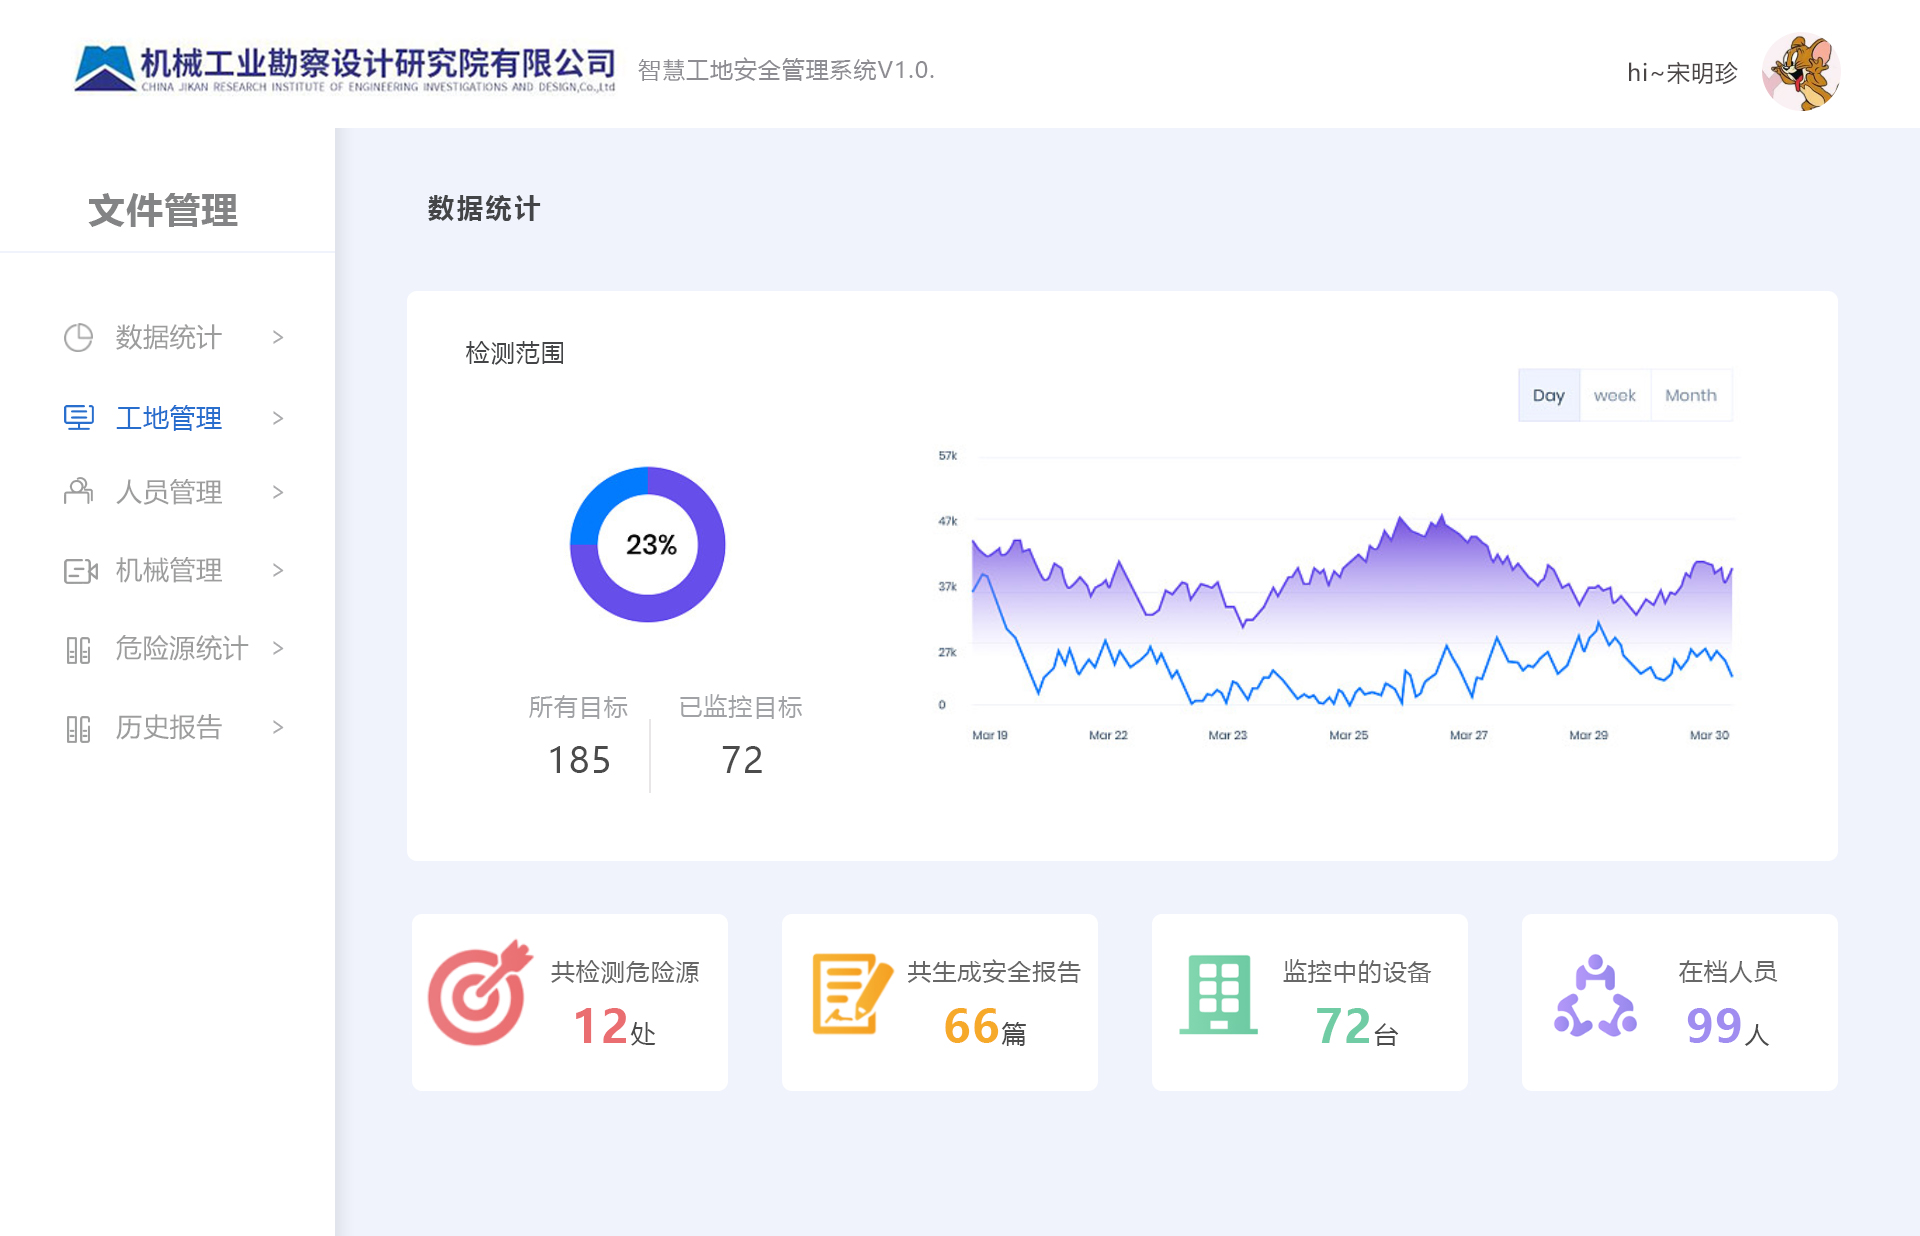 机械工业勘察设计研究院有限公司
CHINA JIKAN RESEARCH INSTITUTE OF ENGINEERING INVESTIGATIONS AND DESIGN,Co.,Ltd
智慧工地安全管理系统V1.0.
hi~宋明珍
文件管理
数据统计 >
工地管理 >
人员管理 >
机械管理 >
危险源统计 >
历史报告 >
数据统计
检测范围
Day week Month
23%
所有目标 已监控目标
185 72
57k
47k
37k
27k
0
Mar 19 Mar 22 Mar 23 Mar 25 Mar 27 Mar 29 Mar 30
共检测危险源
12处
共生成安全报告
66篇
监控中的设备
72台
在档人员
99人